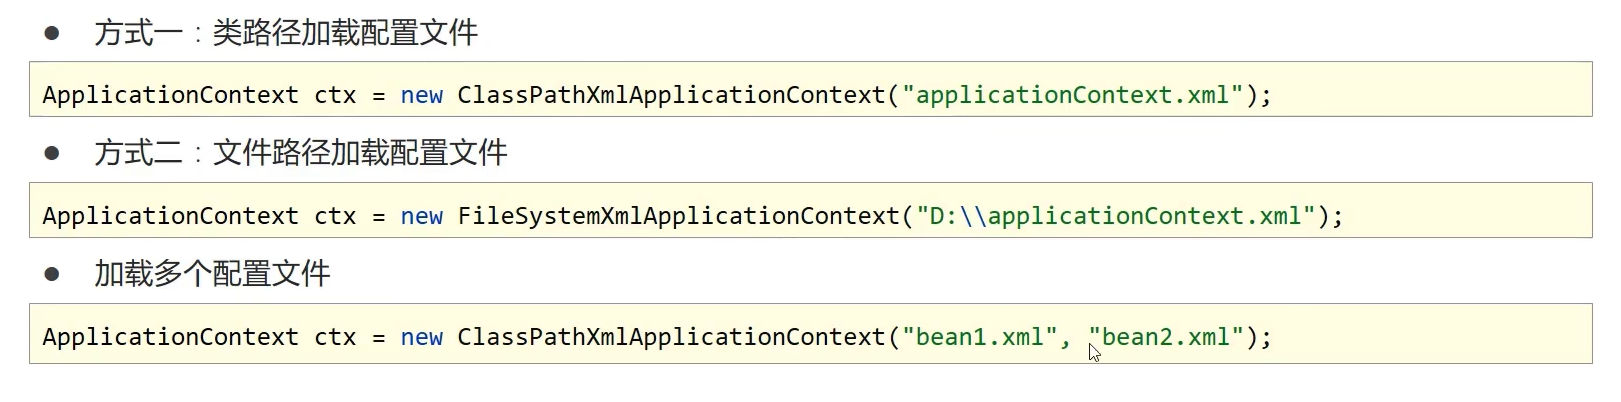 ● 方式一：类路径加载配置文件
ApplicationContext ctx = new ClassPathXmlApplicationContext("applicationContext.xml");
● 方式二：文件路径加载配置文件
ApplicationContext ctx = new FileSystemXmlApplicationContext("D:\\applicationContext.xml");
● 加载多个配置文件
ApplicationContext ctx = new ClassPathXmlApplicationContext("bean1.xml", "bean2.xml");